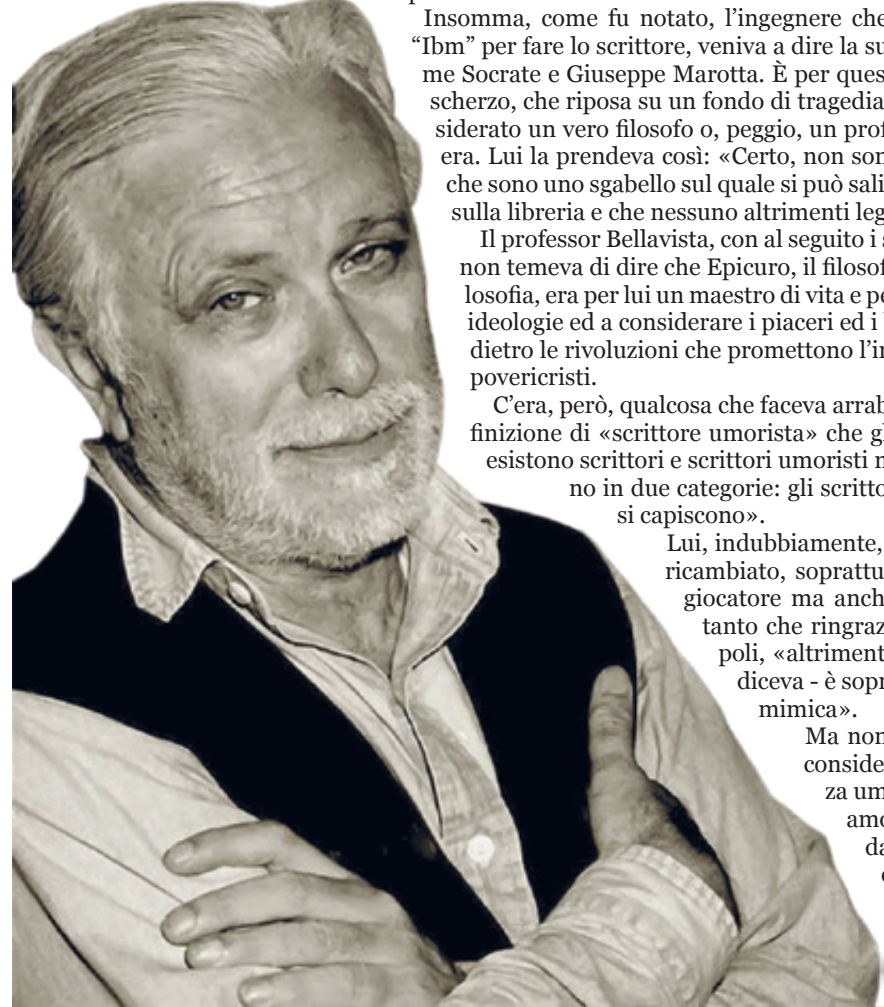 Insomma, come fu notato, l'ingegnere che
“Ibm” per fare lo scrittore, veniva a dire la su
me Socrate e Giuseppe Marotta. È per ques
scherzo, che riposa su un fondo di tragedia
siderato un vero filosofo o, peggio, un prof
era. Lui la prendeva così: «Certo, non son
che sono uno sgabello sul quale si può sali
sulla libreria e che nessuno altrimenti leg
Il professor Bellavista, con al seguito i s
non temeva di dire che Epicuro, il filosof
losofia, era per lui un maestro di vita e pe
ideologie ed a considerare i piaceri ed i
dietro le rivoluzioni che promettono l'in
povericristi.
C'era, però, qualcosa che faceva arrab
finizione di «scrittore umorista» che gl
esistono scrittori e scrittori umoristi n
no in due categorie: gli scritto
si capiscono».
Lui, indubbiamente,
ricambiato, soprattu
giocatore ma anch
tanto che ringraz
poli, «altriment
diceva - è sopr
mimica».
Ma non
conside
za um
amo
da